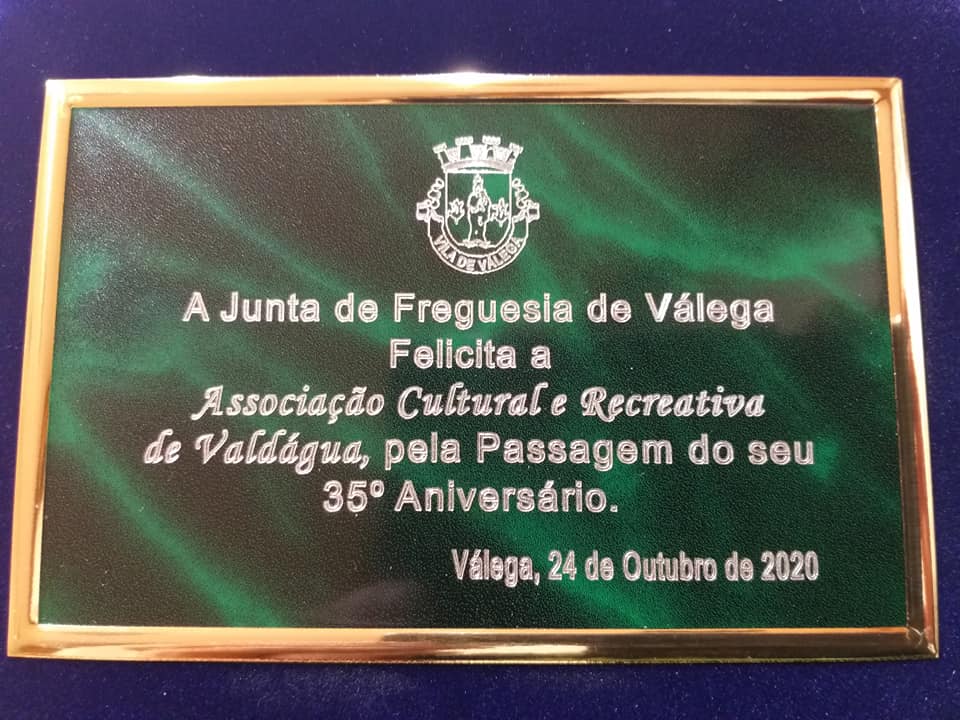 VILA DE VÁLEGA
A Junta de Freguesia de Válega
Felicita a
Associação Cultural e Recreativa
de Valdágua, pela Passagem do seu
35º Aniversário.
Válega, 24 de Outubro de 2020